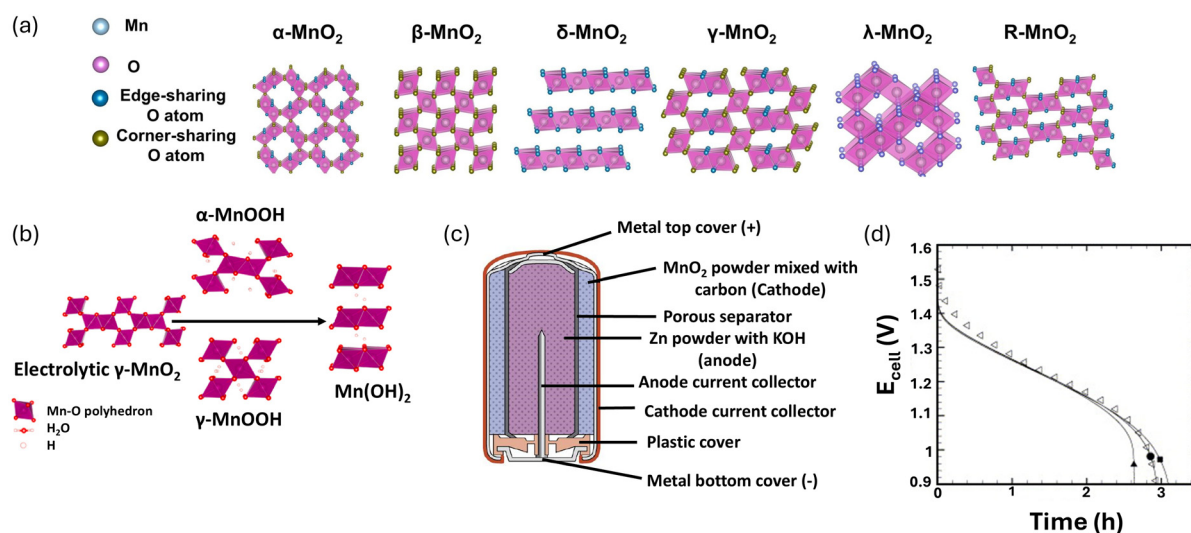 (a)
Mn
O
Edge-sharing
O atom
Corner-sharing
O atom
α-MnO₂
β-MnO₂
δ-MnO₂
γ-MnO₂
λ-MnO₂
R-MnO₂
(b)
α-MnOOH
Electrolytic γ-MnO₂
γ-MnOOH
Mn(OH)₂
Mn-O polyhedron
H₂O
H
(c)
Metal top cover (+)
MnO₂ powder mixed with
carbon (Cathode)
Porous separator
Zn powder with KOH
(anode)
Anode current collector
Cathode current collector
Plastic cover
Metal bottom cover (-)
(d)
E_cell (V)
1.6
1.5
1.4
1.3
1.2
1.1
1
0.9
0
1
2
3
Time (h)